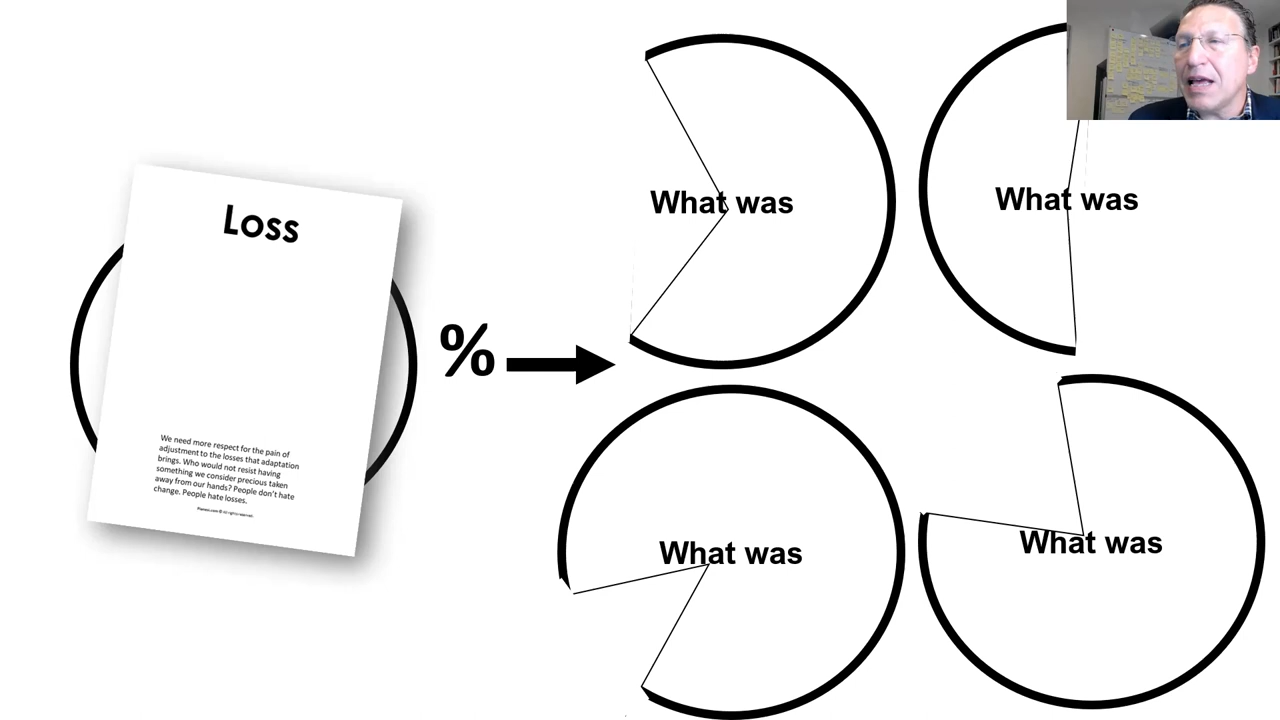 Loss
We need more respect for the pain of
adjustment to the losses that adaptation
brings. Who would not resist having
something we consider precious taken
away from our hands? People don't hate
change. People hate losses.
%
What was
What was
What was
What was